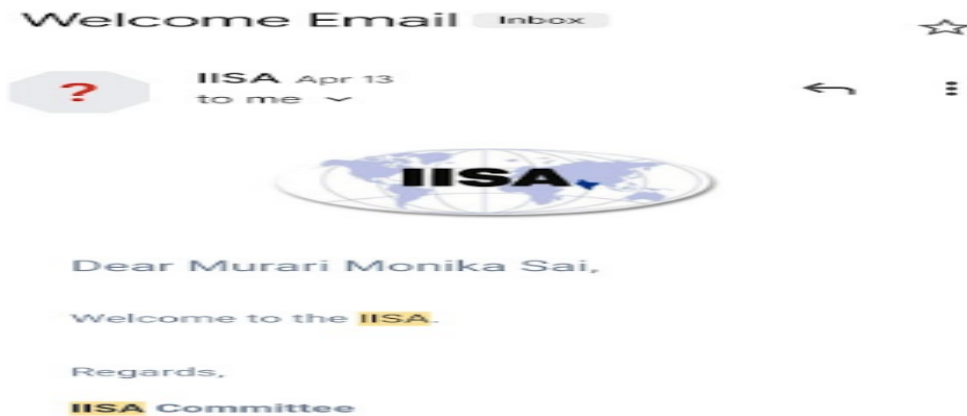 Welcome Email Inbox
IISA Apr 13
?
to me
IISA
Dear Murari Monika Sai,
Welcome to the IISA.
Regards,
IISA Committee